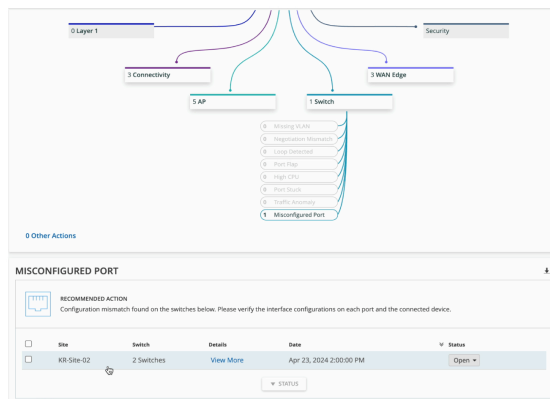 0 Layer 1
Security
3 Connectivity
3 WAN Edge
5 AP
1 Switch
0 Missing VLAN
0 Negotiation Mismatch
0 Loop Detected
0 Port Flap
0 High CPU
0 Port Stuck
0 Traffic Anomaly
1 Misconfigured Port
0 Other Actions
MISCONFIGURED PORT
RECOMMENDED ACTION
Configuration mismatch found on the switches below. Please verify the interface configurations on each port and the connected device.
Site Switch Details Date Status
KR-Site-02 2 Switches View More Apr 23, 2024 2:00:00 PM Open
STATUS